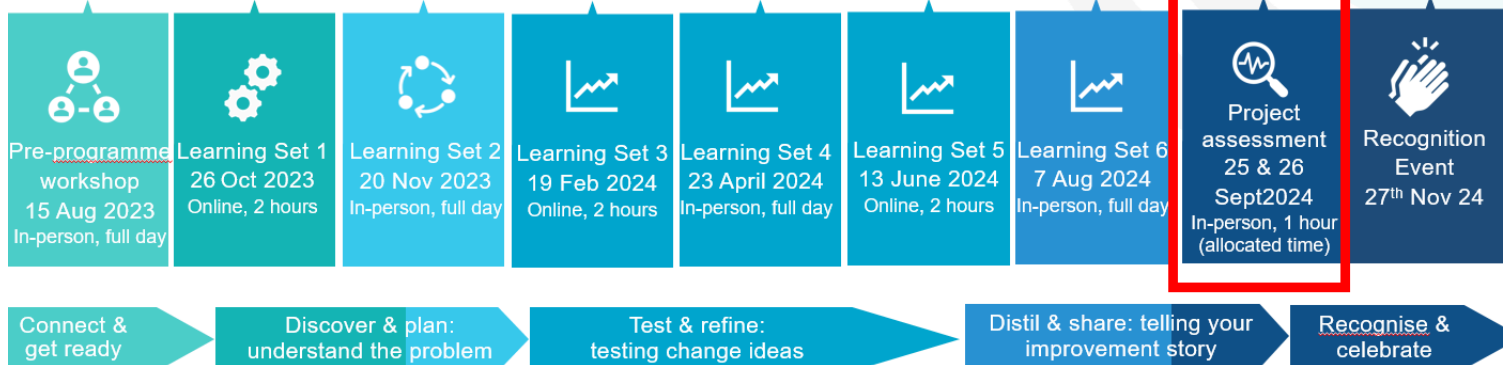 Pre-programme
workshop
15 Aug 2023
In-person, full day
Learning Set 1
26 Oct 2023
Online, 2 hours
Learning Set 2
20 Nov 2023
In-person, full day
Learning Set 3
19 Feb 2024
Online, 2 hours
Learning Set 4
23 April 2024
In-person, full day
Learning Set 5
13 June 2024
Online, 2 hours
Learning Set 6
7 Aug 2024
In-person, full day
Project
assessment
25 & 26
Sept2024
In-person, 1 hour
(allocated time)
Recognition
Event
27th Nov 24
Connect &
get ready
Discover & plan:
understand the problem
Test & refine:
testing change ideas
Distil & share: telling your
improvement story
Recognise &
celebrate